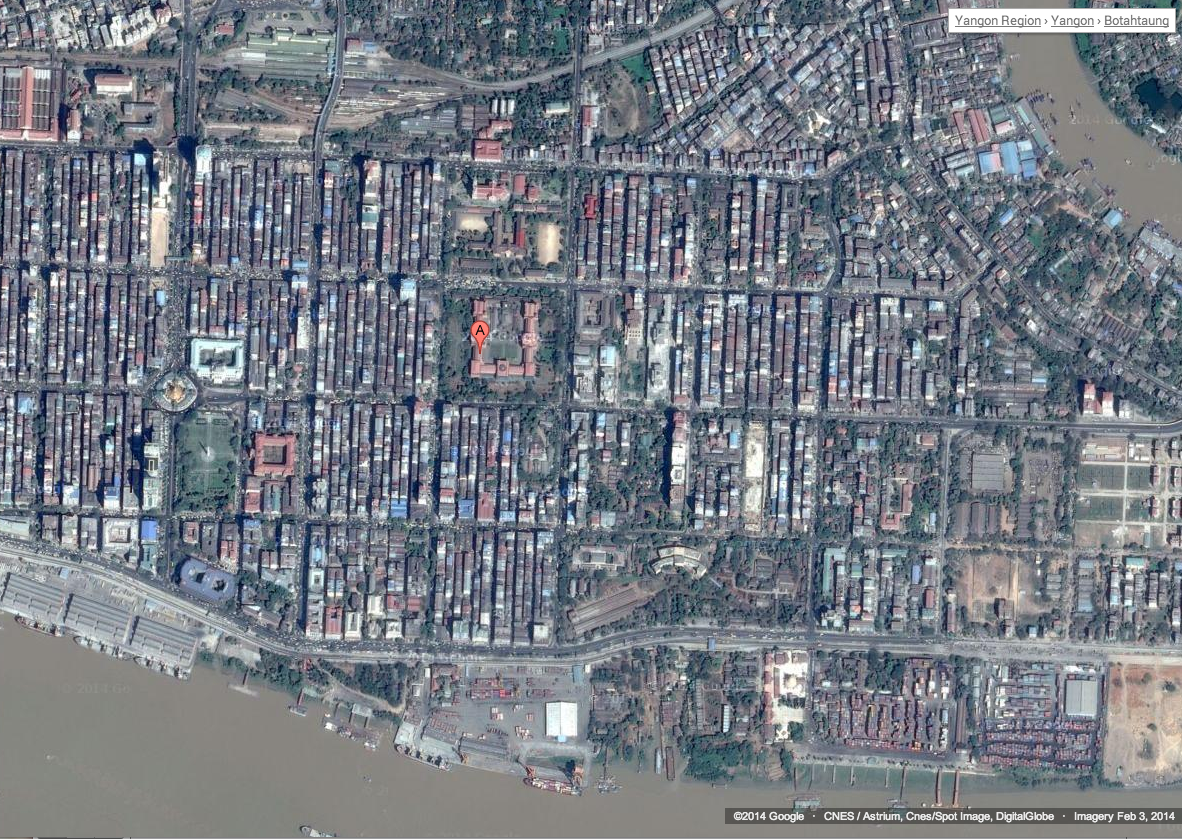 Yangon Region › Yangon › Botahtaung
A
©2014 Google · CNES / Astrium, Cnes/Spot Image, DigitalGlobe · Imagery Feb 3, 2014